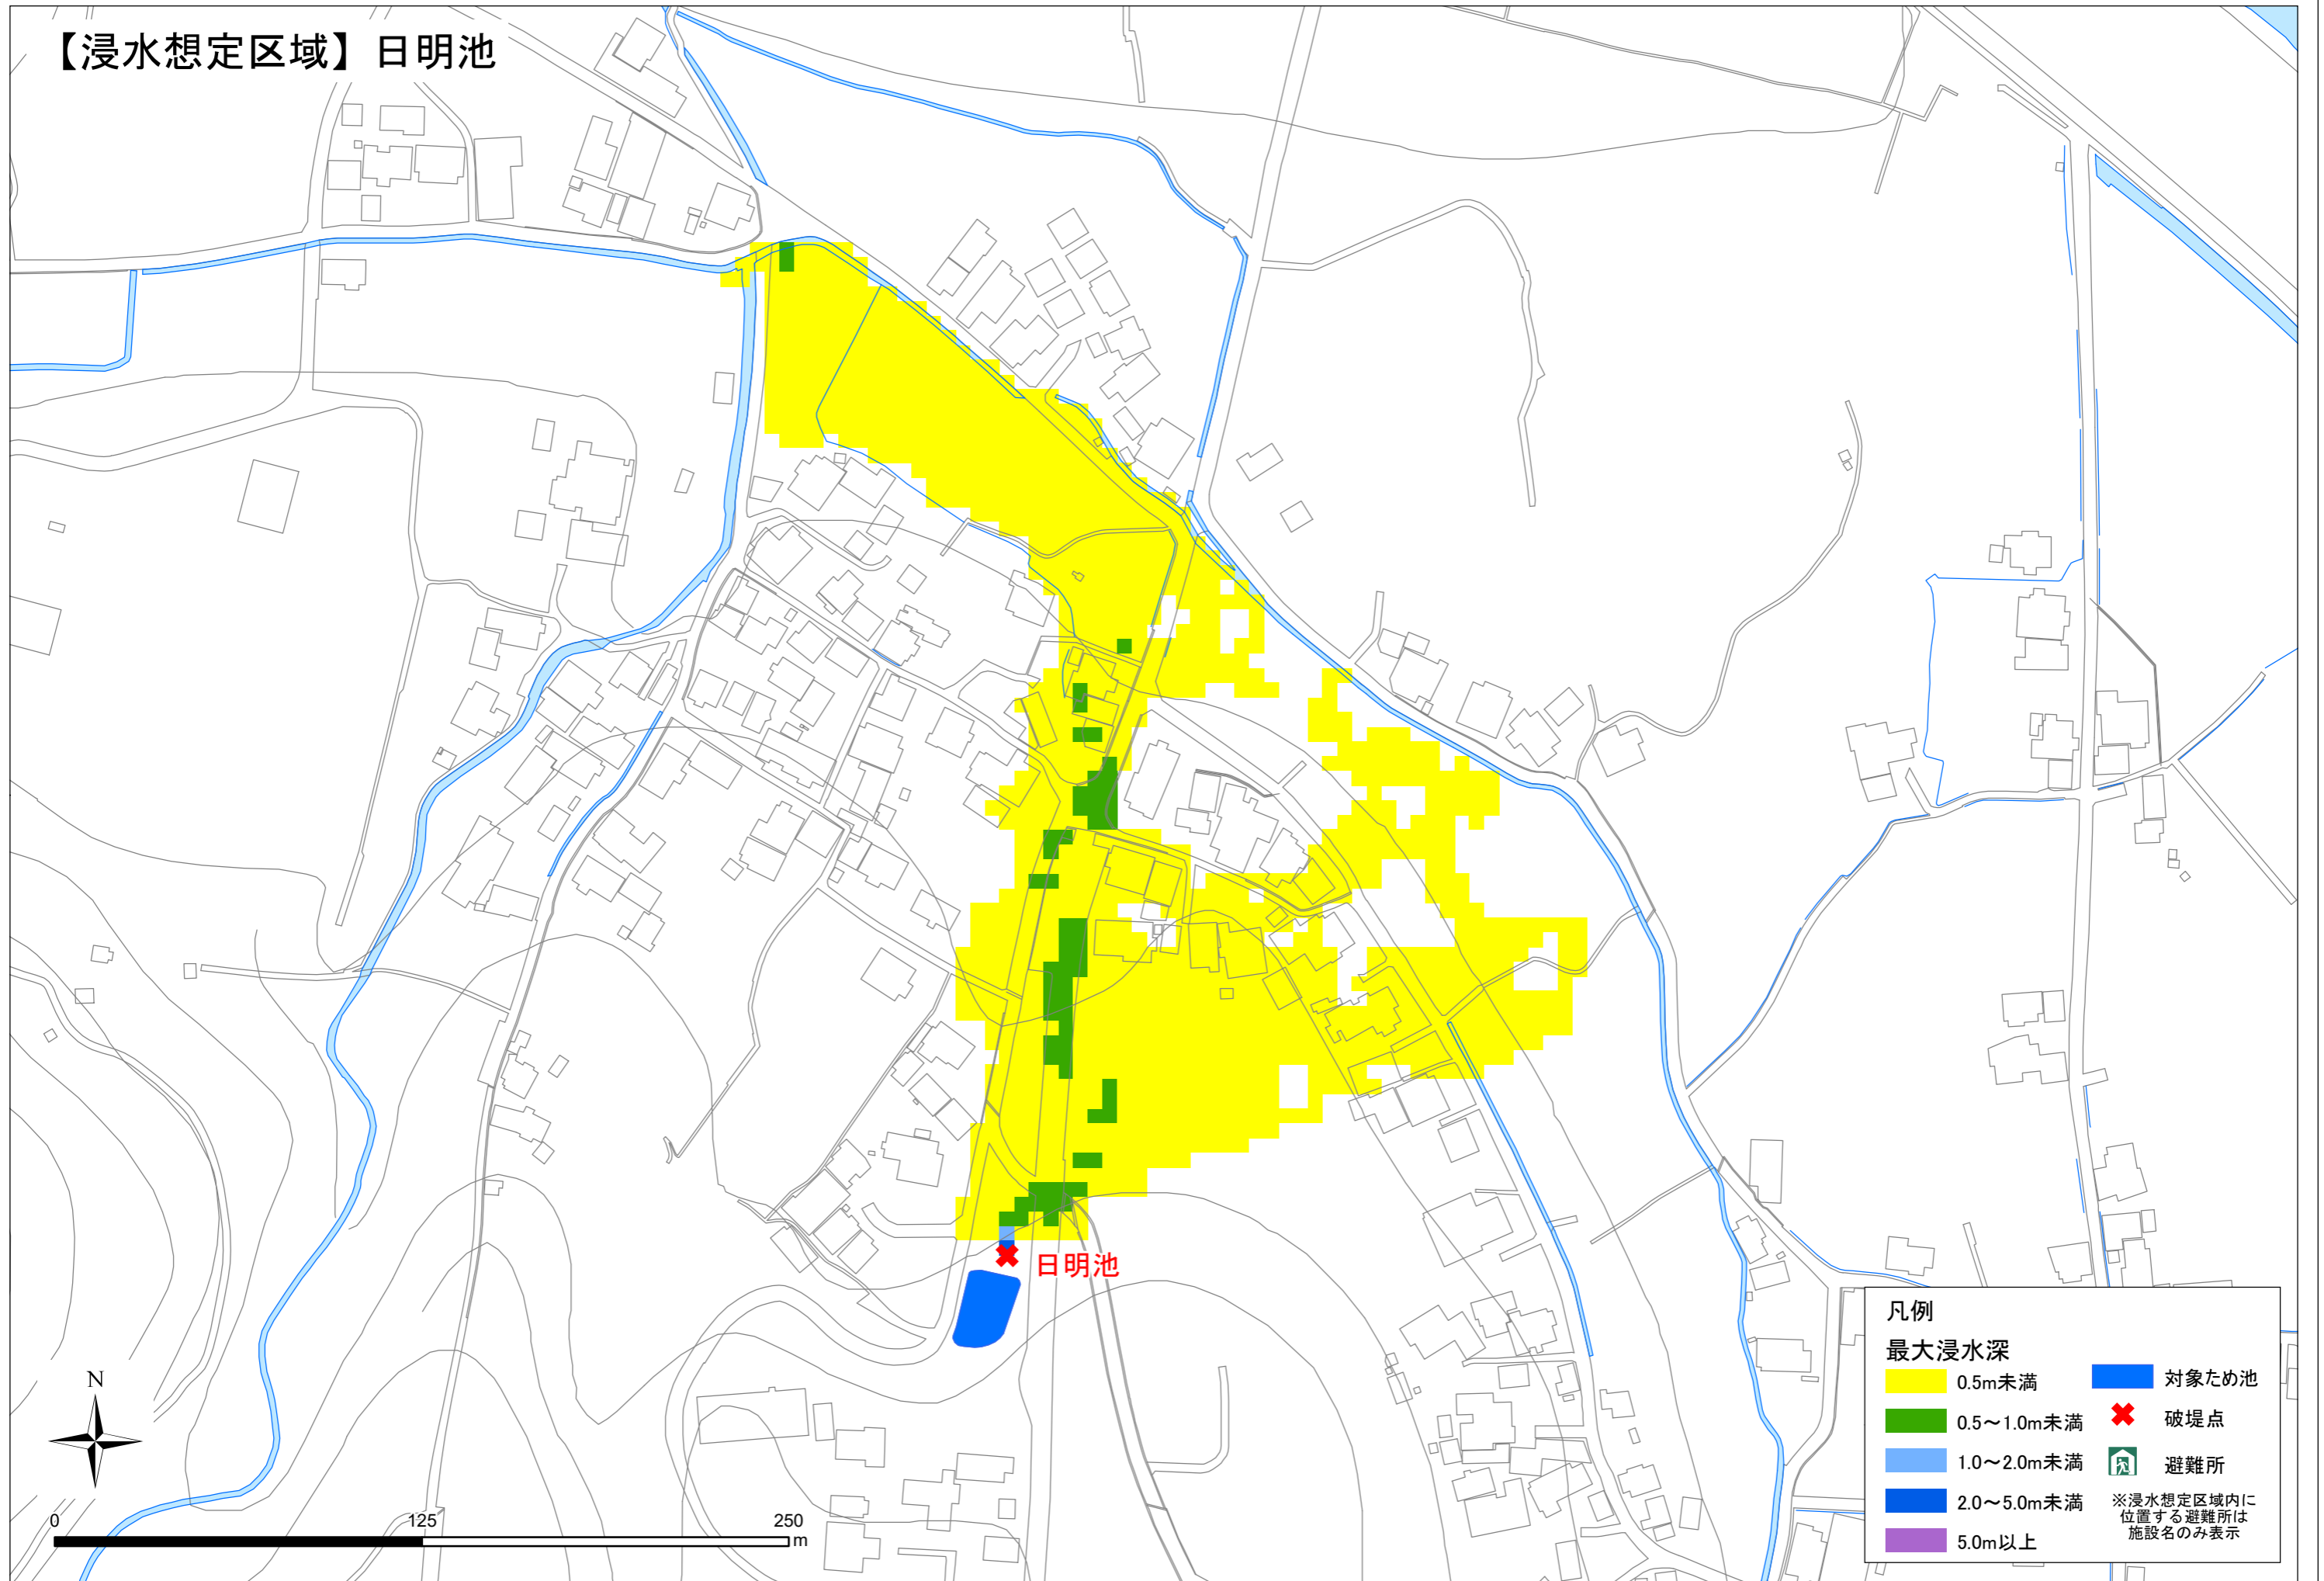 【浸水想定区域】日明池
日明池
N
0 125 250
m
凡例
最大浸水深
0.5m未満
0.5～1.0m未満
1.0～2.0m未満
2.0～5.0m未満
5.0m以上
対象ため池
破堤点
避難所
※浸水想定区域内に
位置する避難所は
施設名のみ表示